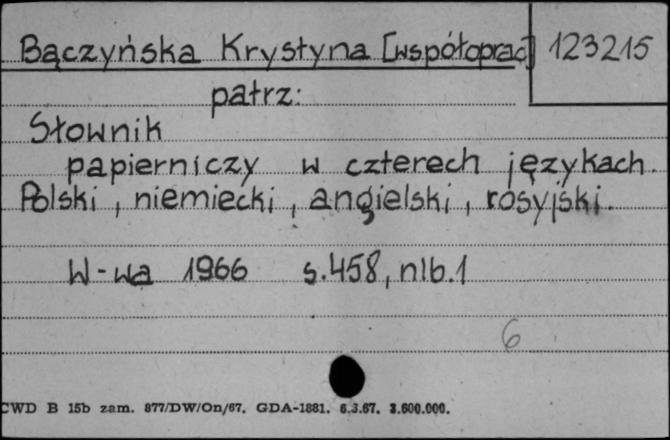 Bączyńska Krystyna [współoprac] 123215
patrz:
Słownik
papierniczy w czterech językach.
Polski, niemiecki, angielski, rosyjski.
W-wa 1966 s.458, nlb.1
6
CWD B 15b zam. 877/DW/On/67. GDA-1881. 6.3.67. 3.600.000.